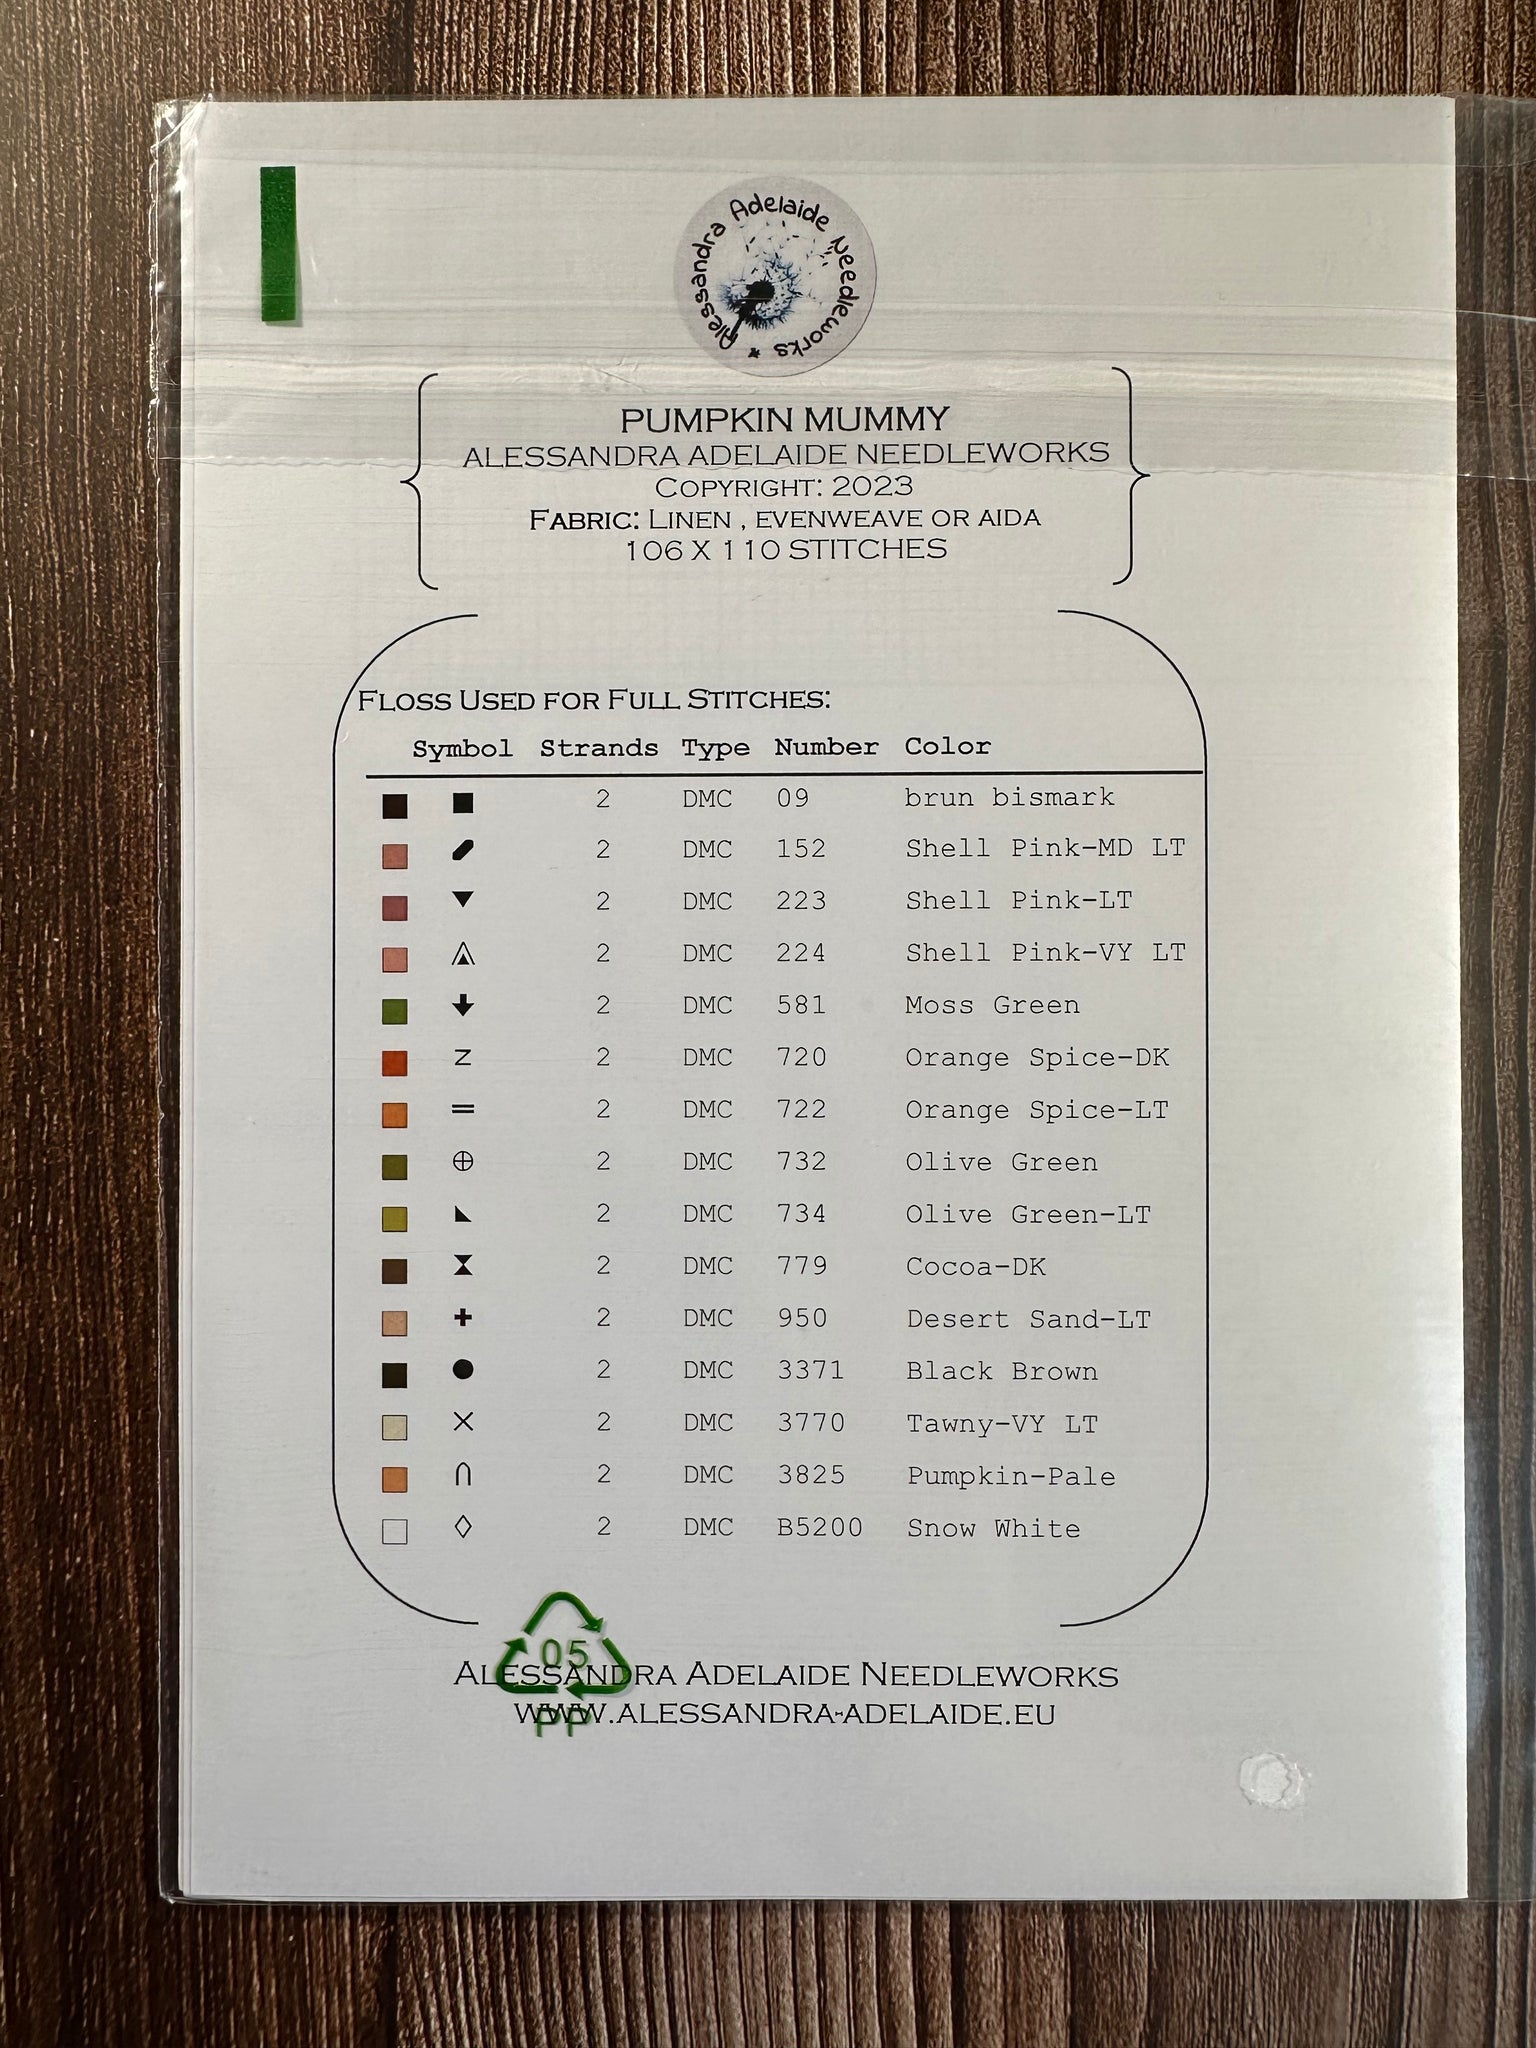 Alessandra Adelaide Needleworks *
PUMPKIN MUMMY
ALESSANDRA ADELAIDE NEEDLEWORKS
COPYRIGHT: 2023
FABRIC: LINEN , EVENWEAVE OR AIDA
106 X 110 STITCHES
FLOSS USED FOR FULL STITCHES:
Symbol Strands Type Number Color
2 DMC 09 brun bismark
2 DMC 152 Shell Pink-MD LT
2 DMC 223 Shell Pink-LT
2 DMC 224 Shell Pink-VY LT
2 DMC 581 Moss Green
2 DMC 720 Orange Spice-DK
2 DMC 722 Orange Spice-LT
2 DMC 732 Olive Green
2 DMC 734 Olive Green-LT
2 DMC 779 Cocoa-DK
2 DMC 950 Desert Sand-LT
2 DMC 3371 Black Brown
2 DMC 3770 Tawny-VY LT
2 DMC 3825 Pumpkin-Pale
2 DMC B5200 Snow White
05
ALESSANDRA ADELAIDE NEEDLEWORKS
WWW.ALESSANDRA-ADELAIDE.EU
PP